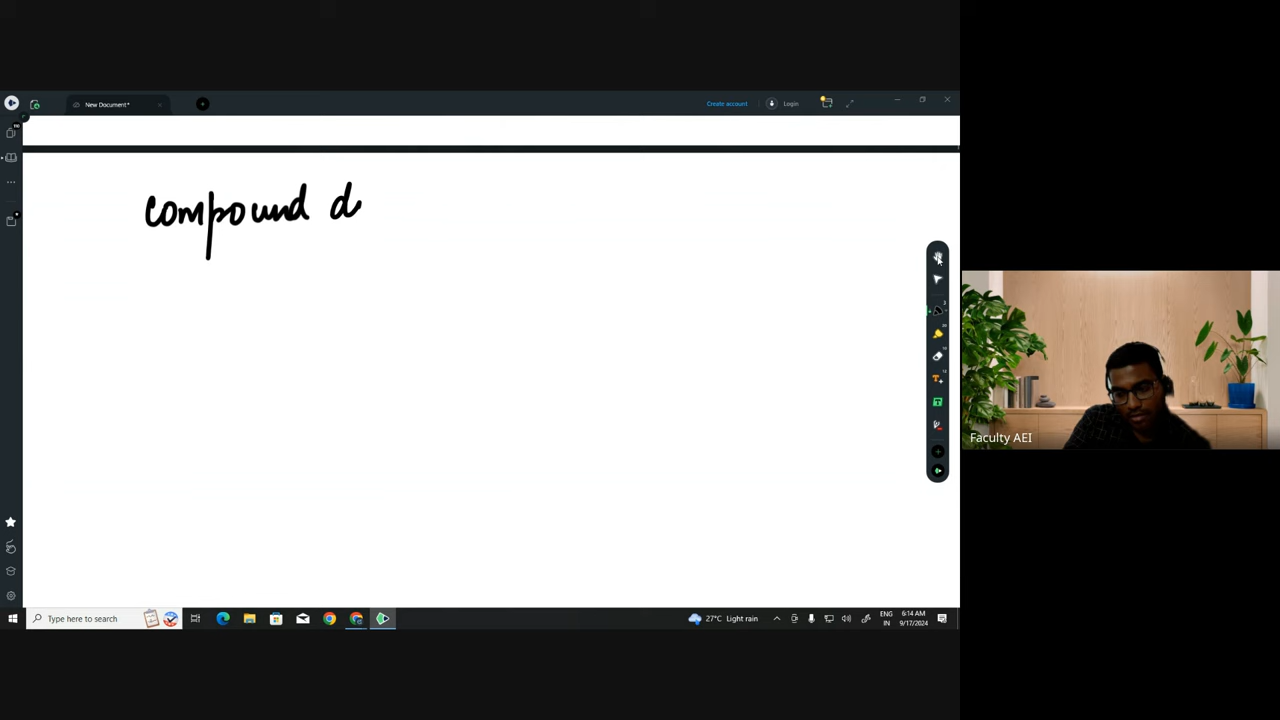 New Document*
Create account
Login
compound d
Faculty AEI
Type here to search
27°C Light rain
ENG
IN
6:14 AM
9/17/2024